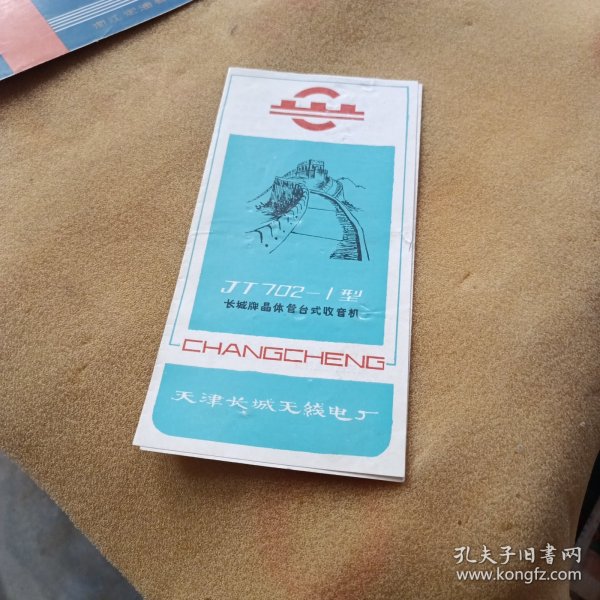 JT702-1型
长城牌晶体管台式收音机
CHANGCHENG
天津长城无线电厂
孔夫子旧书网
www.kongfz.com